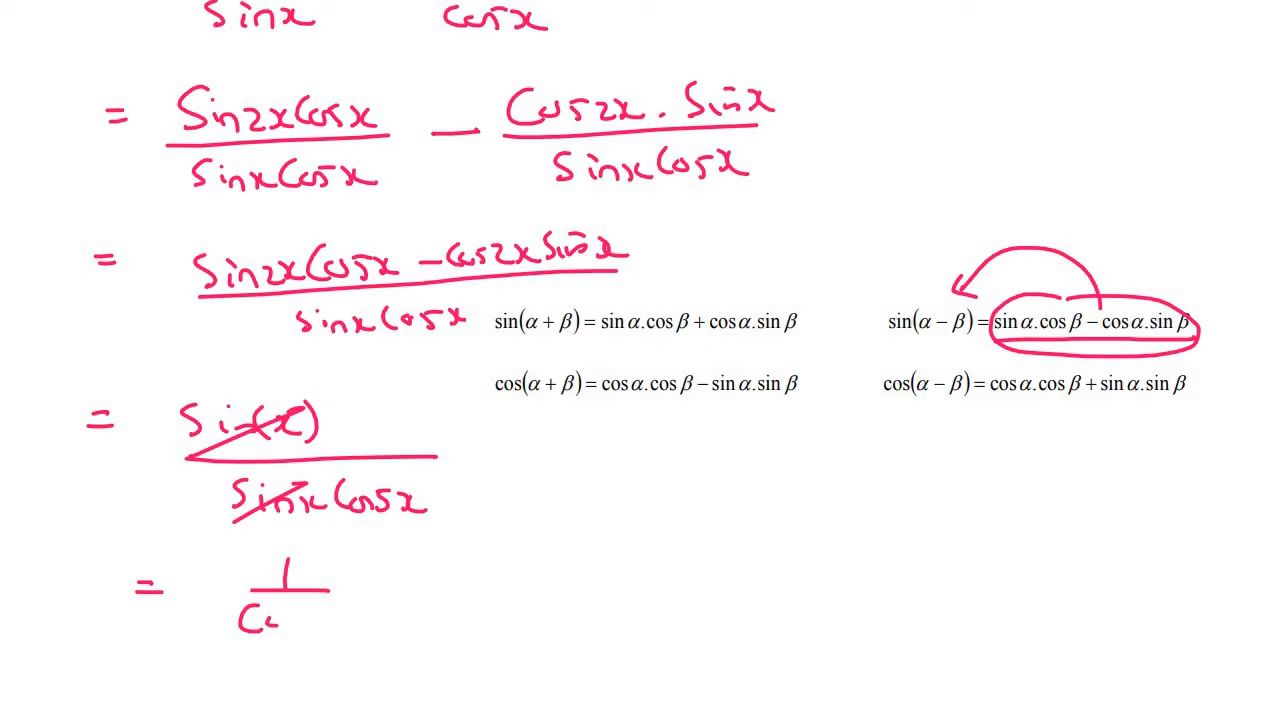 sinx cosx
= sin2xcosx / sinxcosx − cos2x . sinx / sinxcosx
= sin2xcosx − cos2xsinx / sinxcosx
sin(α + β) = sin α.cos β + cos α.sin β sin(α − β) = sin α.cos β − cos α.sin β
cos(α + β) = cos α.cos β − sin α.sin β cos(α − β) = cos α.cos β + sin α.sin β
= sin(x) / sinxcosx
= 1 / Co